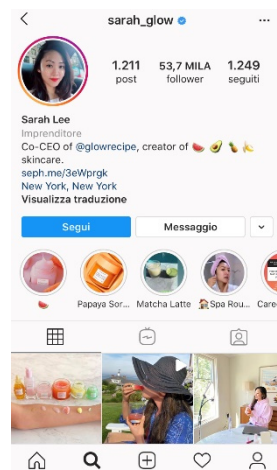 sarah_glow
1.211 53,7 MILA 1.249
post follower seguiti
Sarah Lee
Imprenditore
Co-CEO of @glowrecipe, creator of 🍉 🥑 🍍 🍌
skincare.
seph.me/3eWprgk
New York, New York
Visualizza traduzione
Segui Messaggio
🍉 Papaya Sor... Matcha Latte 🧖Spa Rou... Care